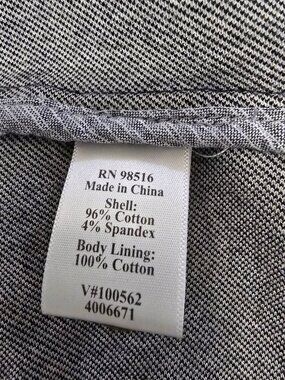 RN 98516
Made in China
Shell:
96% Cotton
4% Spandex
Body Lining:
100% Cotton
V#100562
4006671